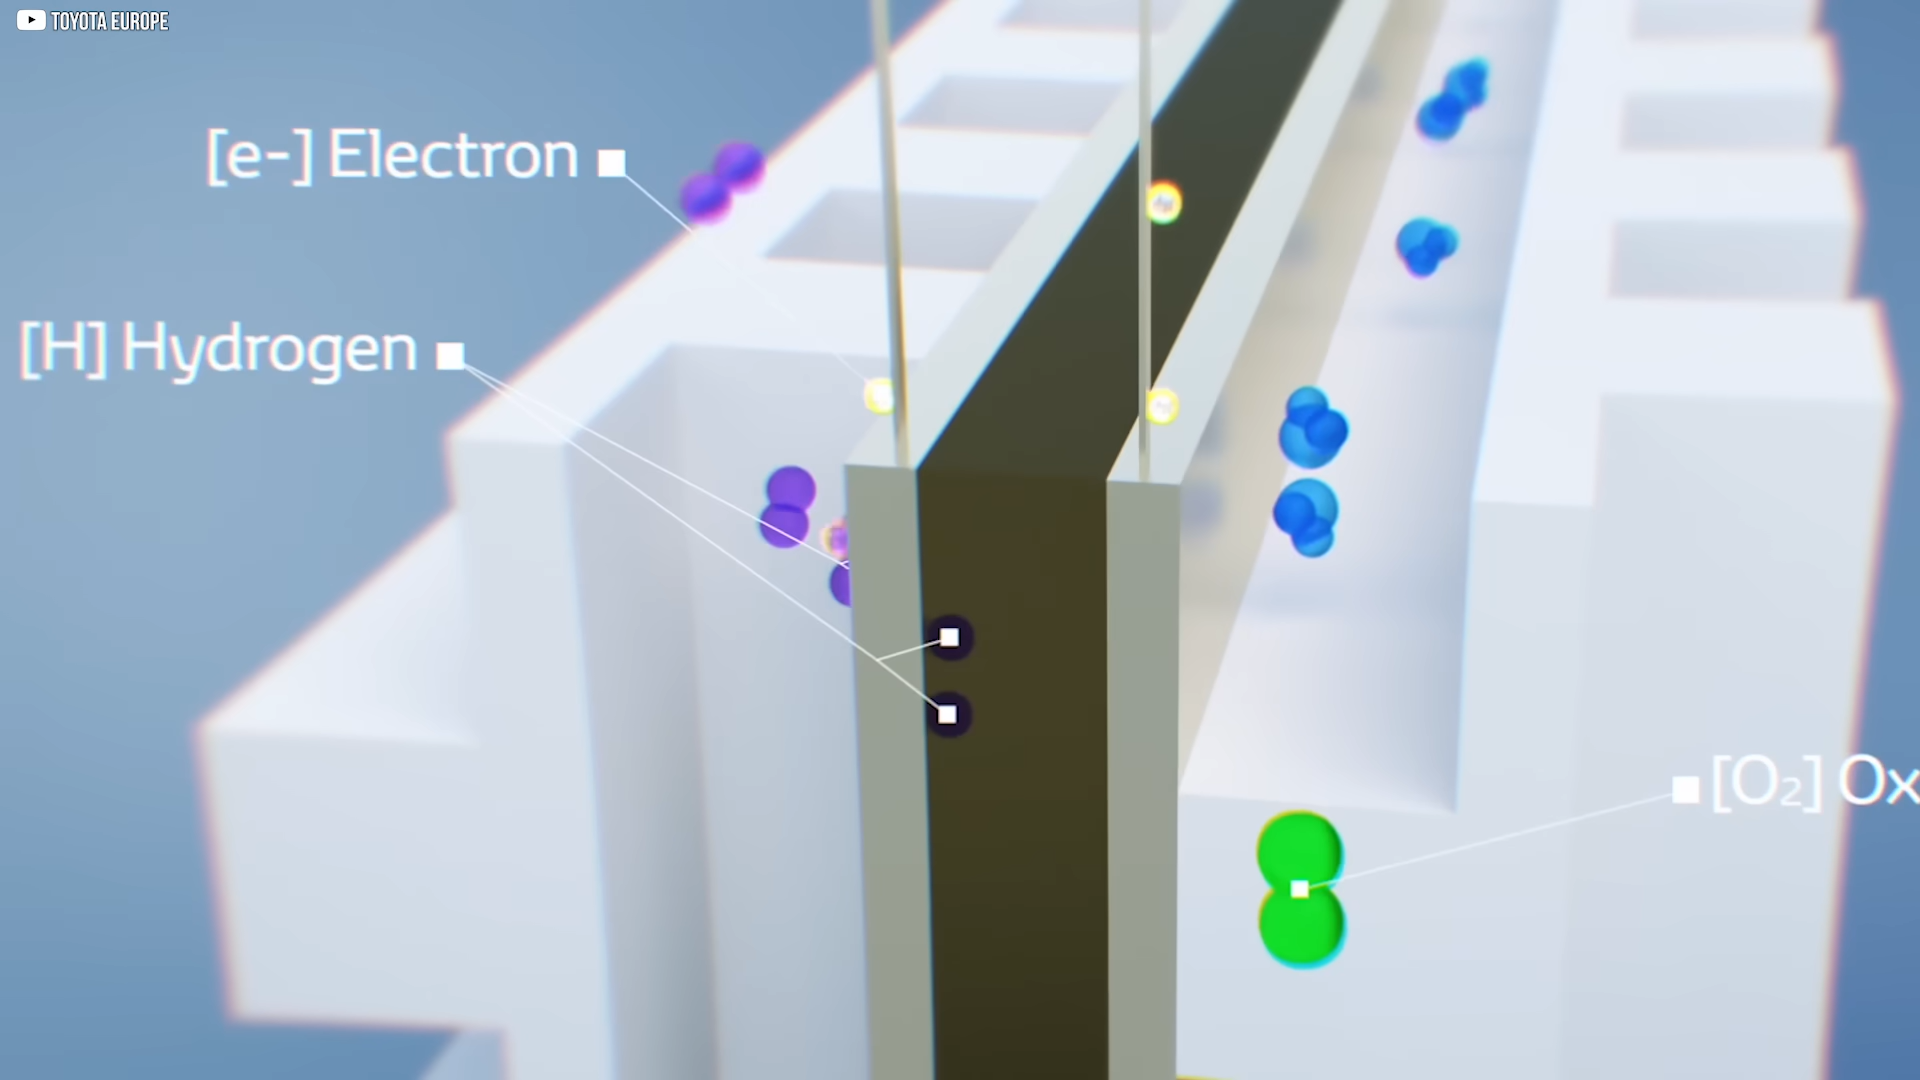 TOYOTA EUROPE
[e-] Electron
[H] Hydrogen
[O₂] Ox